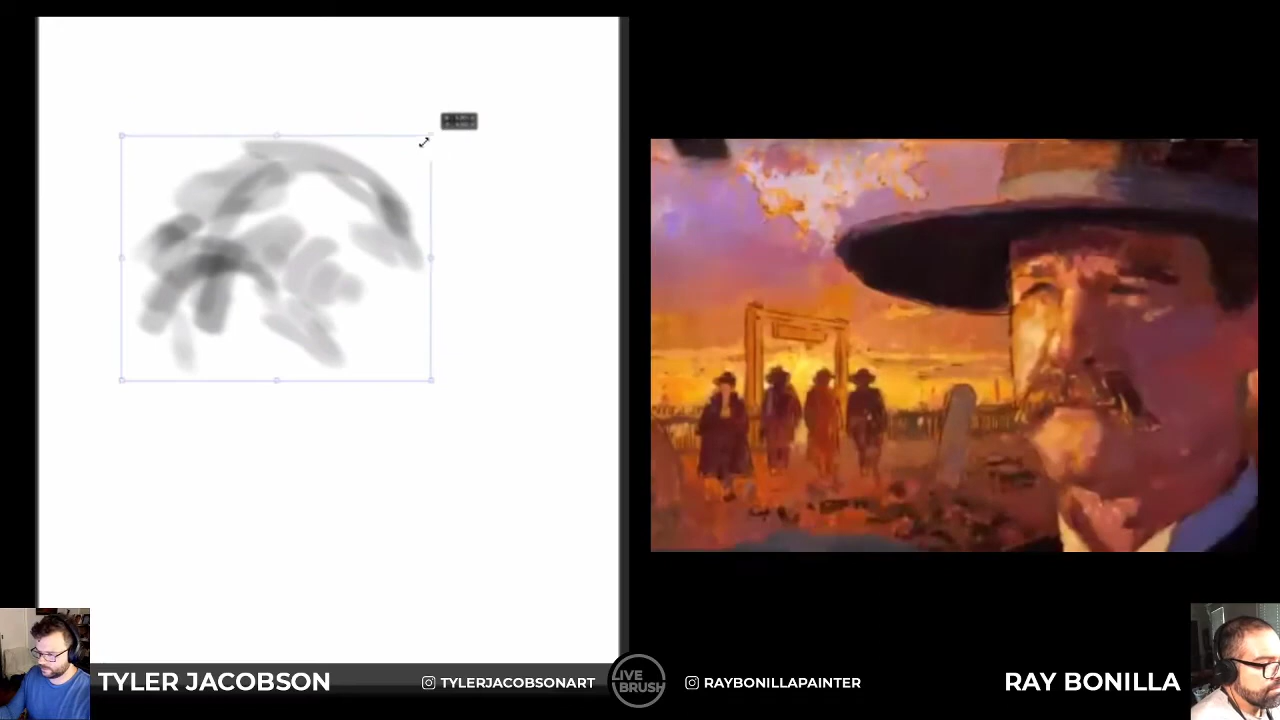 TYLER JACOBSON
TYLERJACOBSONART
LIVE
BRUSH
RAYBONILLAPAINTER
RAY BONILLA